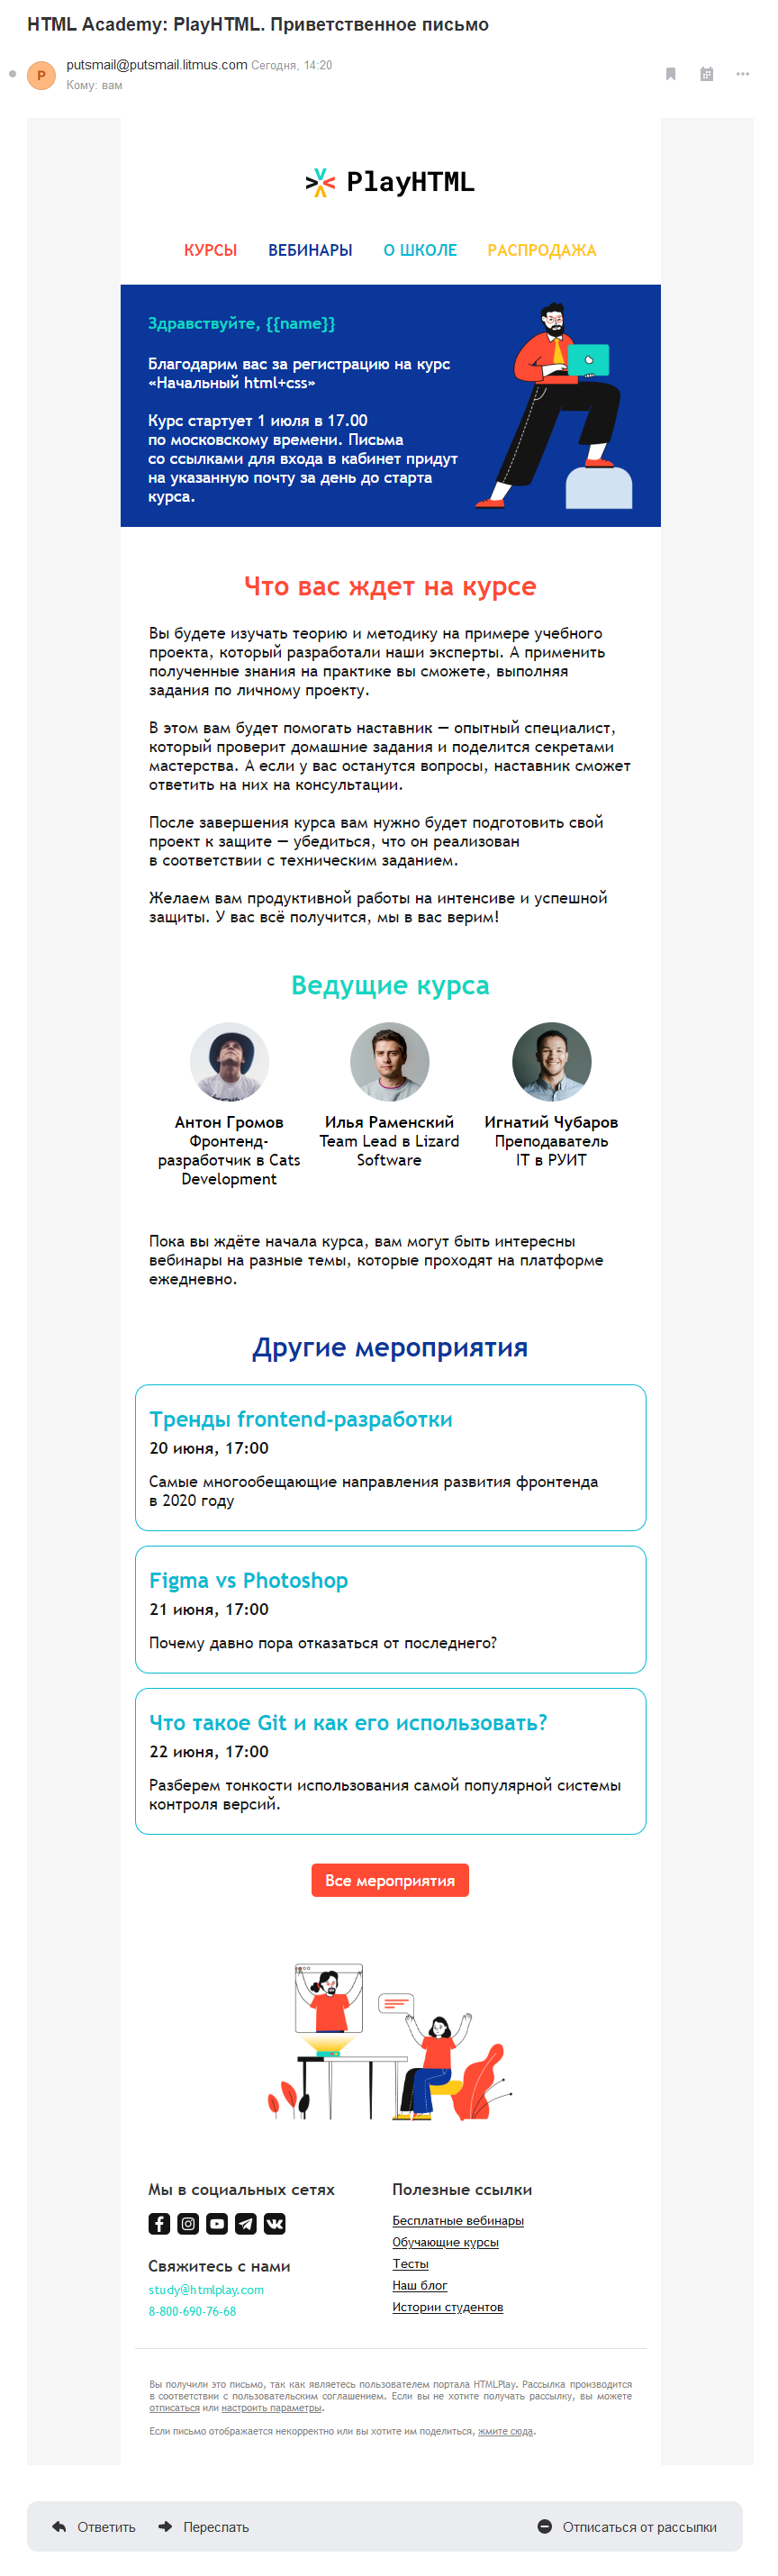 HTML Academy: PlayHTML. Приветственное письмо
P
putsmail@putsmail.litmus.com Сегодня, 14:20
Кому: вам
PlayHTML
КУРСЫ ВЕБИНАРЫ О ШКОЛЕ РАСПРОДАЖА
Здравствуйте, {{name}}
Благодарим вас за регистрацию на курс
«Начальный html+css»
Курс стартует 1 июля в 17.00
по московскому времени. Письма
со ссылками для входа в кабинет придут
на указанную почту за день до старта
курса.
Что вас ждет на курсе
Вы будете изучать теорию и методику на примере учебного
проекта, который разработали наши эксперты. А применить
полученные знания на практике вы сможете, выполняя
задания по личному проекту.
В этом вам будет помогать наставник — опытный специалист,
который проверит домашние задания и поделится секретами
мастерства. А если у вас останутся вопросы, наставник сможет
ответить на них на консультации.
После завершения курса вам нужно будет подготовить свой
проект к защите — убедиться, что он реализован
в соответствии с техническим заданием.
Желаем вам продуктивной работы на интенсиве и успешной
защиты. У вас всё получится, мы в вас верим!
Ведущие курса
Антон Громов
Фронтенд-
разработчик в Cats
Development
Илья Раменский
Team Lead в Lizard
Software
Игнатий Чубаров
Преподаватель
IT в РУИТ
Пока вы ждёте начала курса, вам могут быть интересны
вебинары на разные темы, которые проходят на платформе
ежедневно.
Другие мероприятия
Тренды frontend-разработки
20 июня, 17:00
Самые многообещающие направления развития фронтенда
в 2020 году
Figma vs Photoshop
21 июня, 17:00
Почему давно пора отказаться от последнего?
Что такое Git и как его использовать?
22 июня, 17:00
Разберем тонкости использования самой популярной системы
контроля версий.
Все мероприятия
Мы в социальных сетях
Свяжитесь с нами
study@htmlplay.com
8-800-690-76-68
Полезные ссылки
Бесплатные вебинары
Обучающие курсы
Тесты
Наш блог
Истории студентов
Вы получили это письмо, так как являетесь пользователем портала HTMLPlay. Рассылка производится
в соответствии с пользовательским соглашением. Если вы не хотите получать рассылку, вы можете
отписаться или настроить параметры.
Если письмо отображается некорректно или вы хотите им поделиться, жмите сюда.
Ответить Переслать Отписаться от рассылки